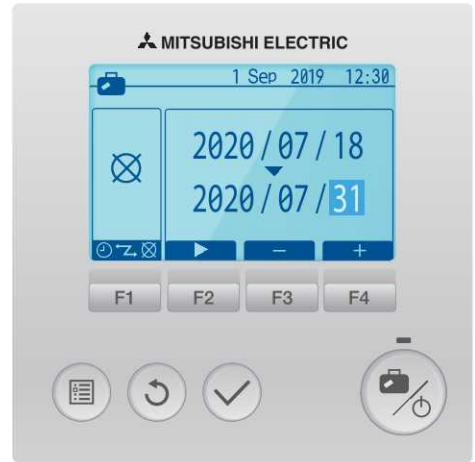 MITSUBISHI ELECTRIC
1 Sep 2019 12:30
2020/07/18
2020/07/31
− +
F1 F2 F3 F4